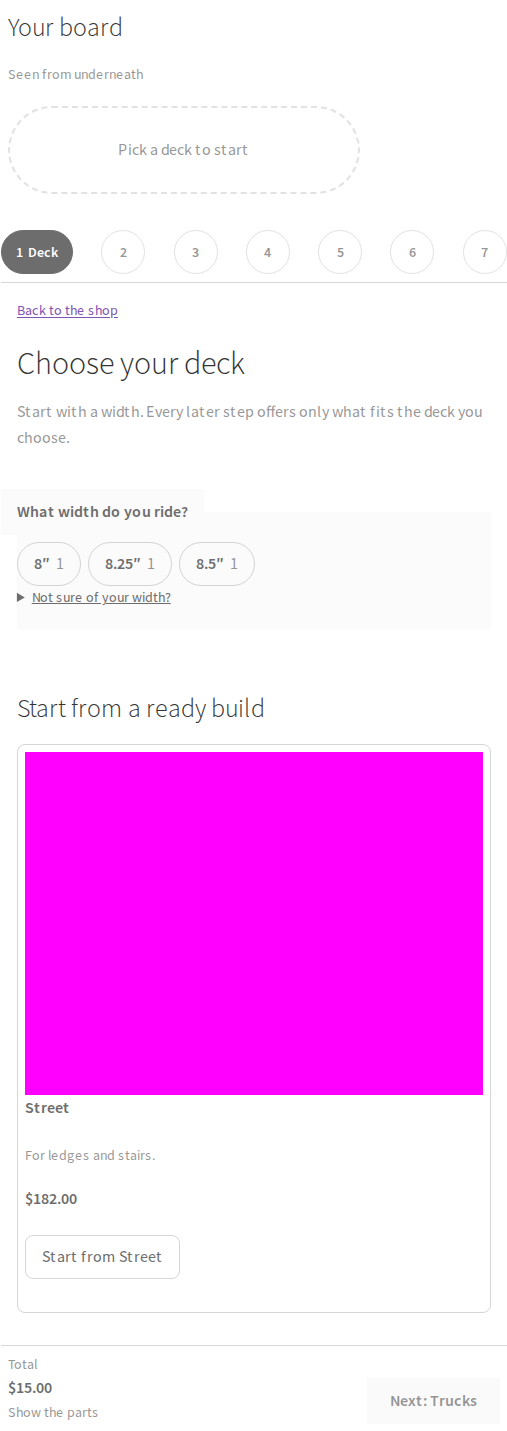 Your board
Seen from underneath
Pick a deck to start
1 Deck 2 3 4 5 6 7
Back to the shop
Choose your deck
Start with a width. Every later step offers only what fits the deck you
choose.
What width do you ride?
8″ 1 8.25″ 1 8.5″ 1
Not sure of your width?
Start from a ready build
Street
For ledges and stairs.
$182.00
Start from Street
Total
$15.00
Show the parts
Next: Trucks